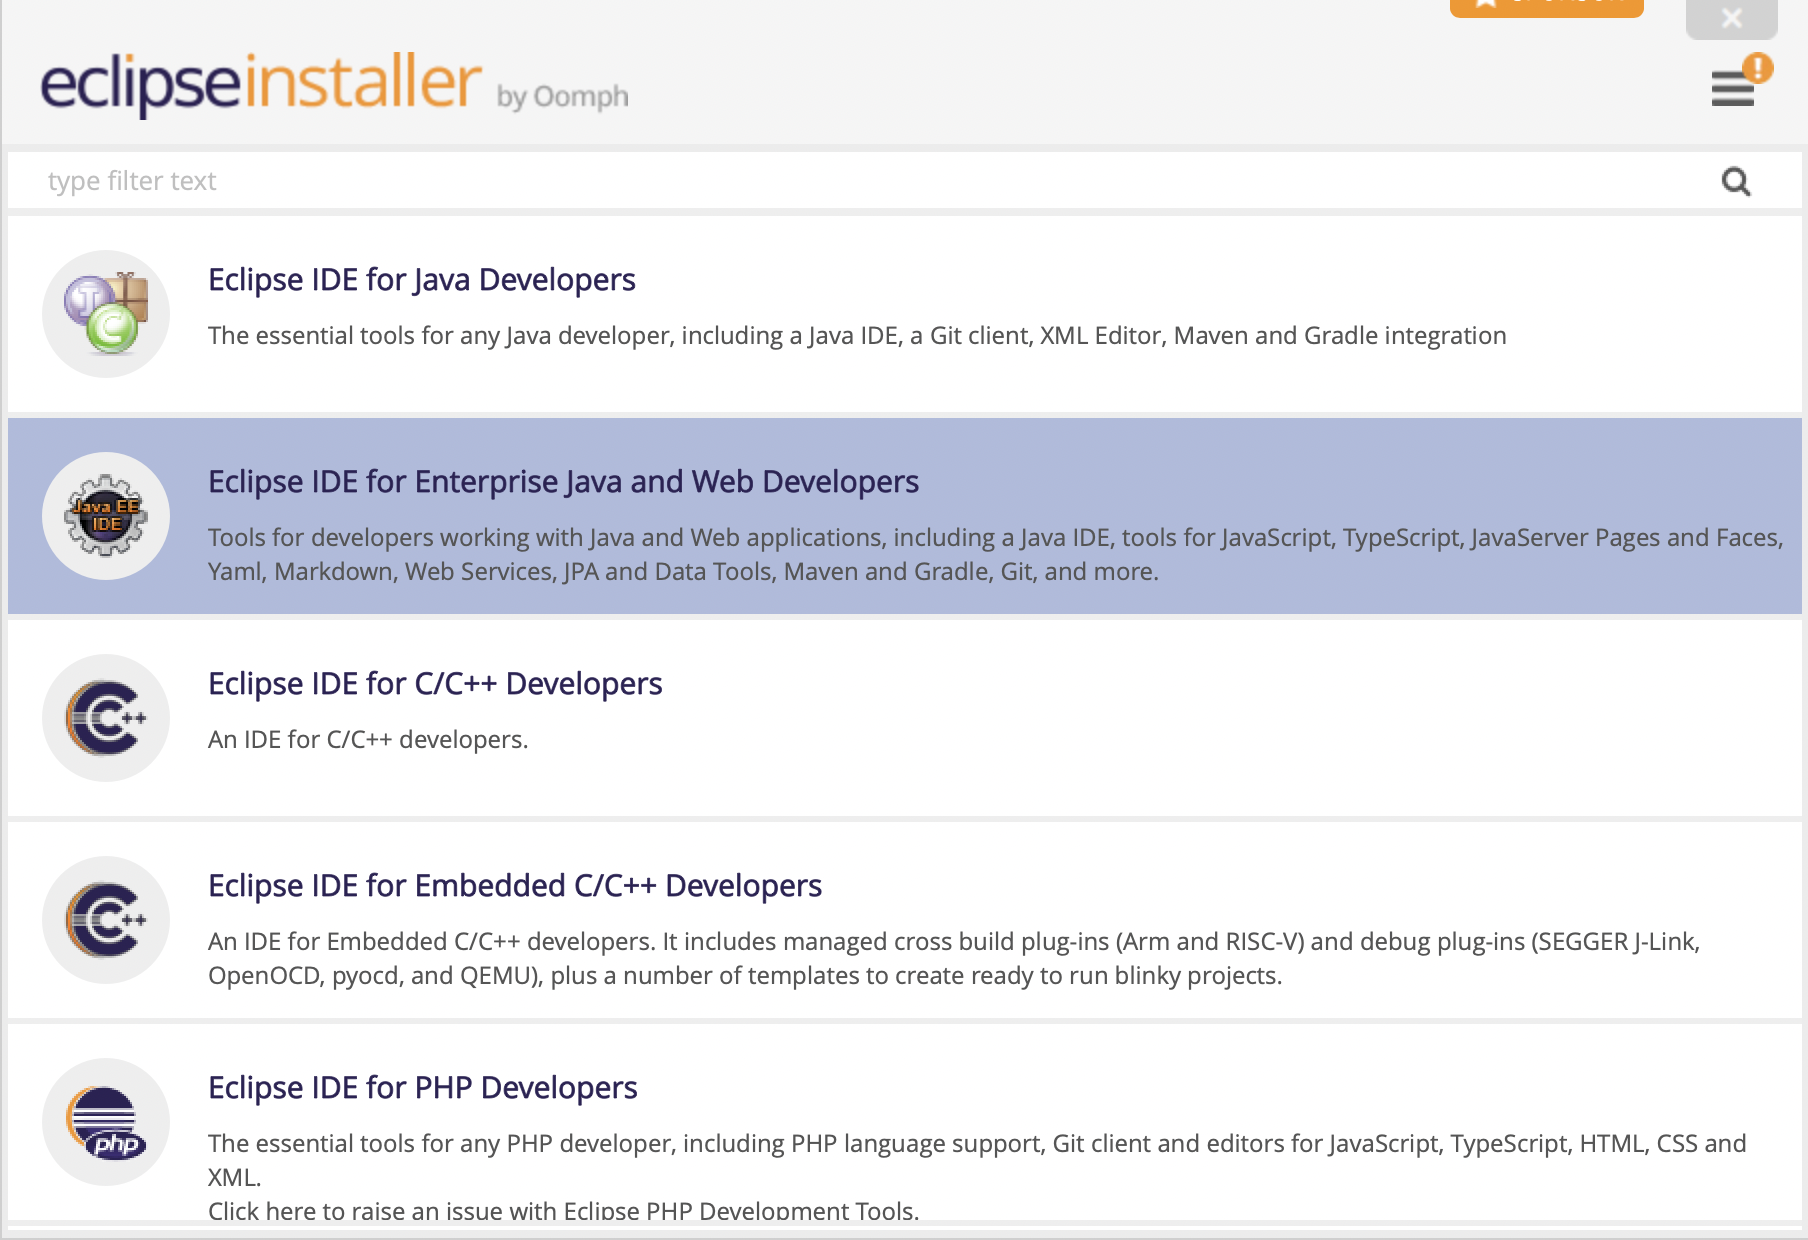 eclipseinstaller by Oomph
type filter text
Eclipse IDE for Java Developers
The essential tools for any Java developer, including a Java IDE, a Git client, XML Editor, Maven and Gradle integration
Java EE
IDE
Eclipse IDE for Enterprise Java and Web Developers
Tools for developers working with Java and Web applications, including a Java IDE, tools for JavaScript, TypeScript, JavaServer Pages and Faces,
Yaml, Markdown, Web Services, JPA and Data Tools, Maven and Gradle, Git, and more.
C++
Eclipse IDE for C/C++ Developers
An IDE for C/C++ developers.
C++
Eclipse IDE for Embedded C/C++ Developers
An IDE for Embedded C/C++ developers. It includes managed cross build plug-ins (Arm and RISC-V) and debug plug-ins (SEGGER J-Link,
OpenOCD, pyocd, and QEMU), plus a number of templates to create ready to run blinky projects.
php
Eclipse IDE for PHP Developers
The essential tools for any PHP developer, including PHP language support, Git client and editors for JavaScript, TypeScript, HTML, CSS and
XML.
Click here to raise an issue with Eclipse PHP Development Tools.